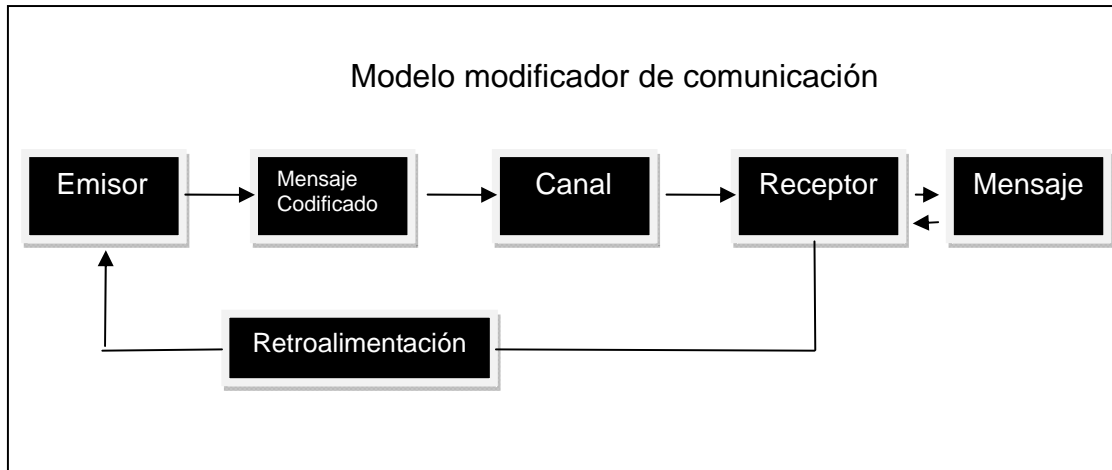 Modelo modificador de comunicación
Emisor
Mensaje
Codificado
Canal
Receptor
Mensaje
Retroalimentación